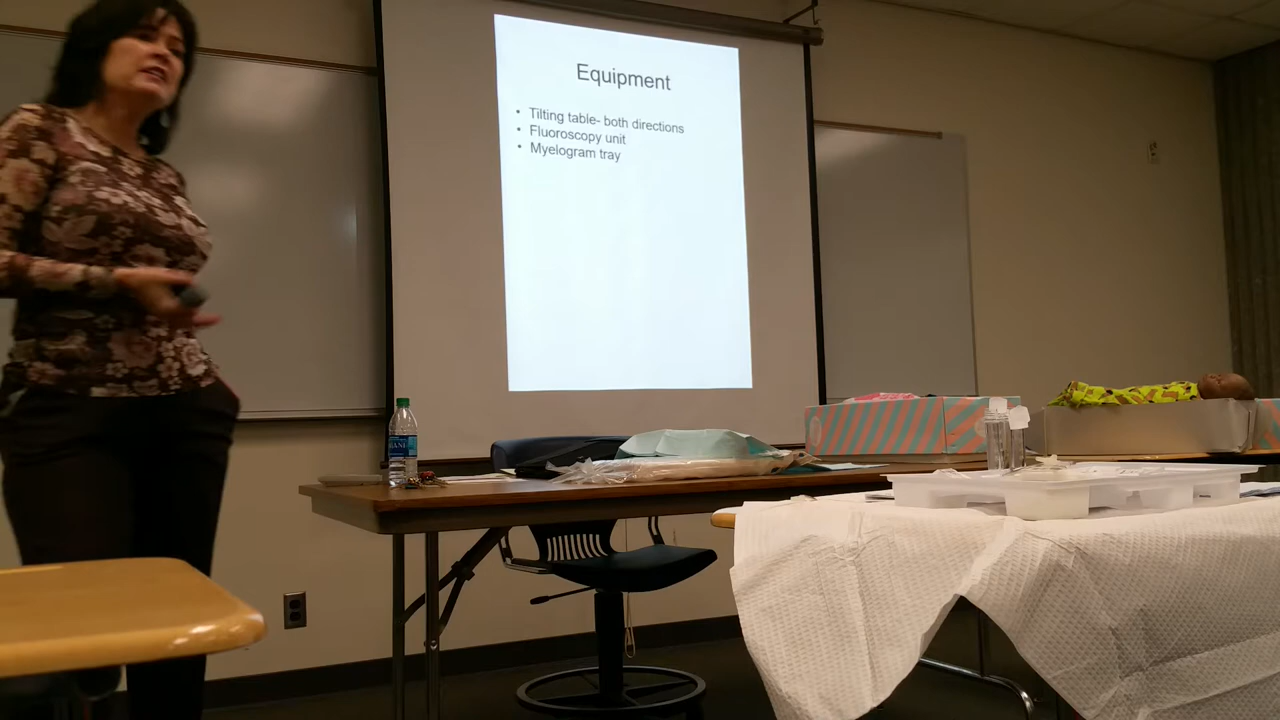 Equipment
• Tilting table- both directions
• Fluoroscopy unit
• Myelogram tray